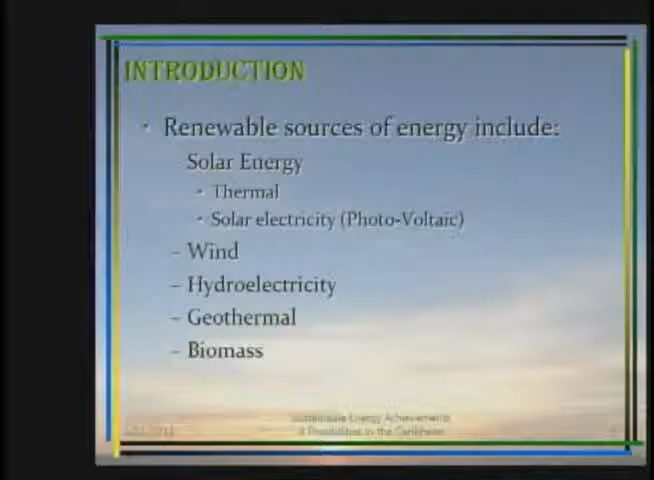 INTRODUCTION
• Renewable sources of energy include:
Solar Energy
• Thermal
• Solar electricity (Photo-Voltaic)
– Wind
– Hydroelectricity
– Geothermal
– Biomass
Sustainable Energy Achievements
& Possibilities in the Caribbean